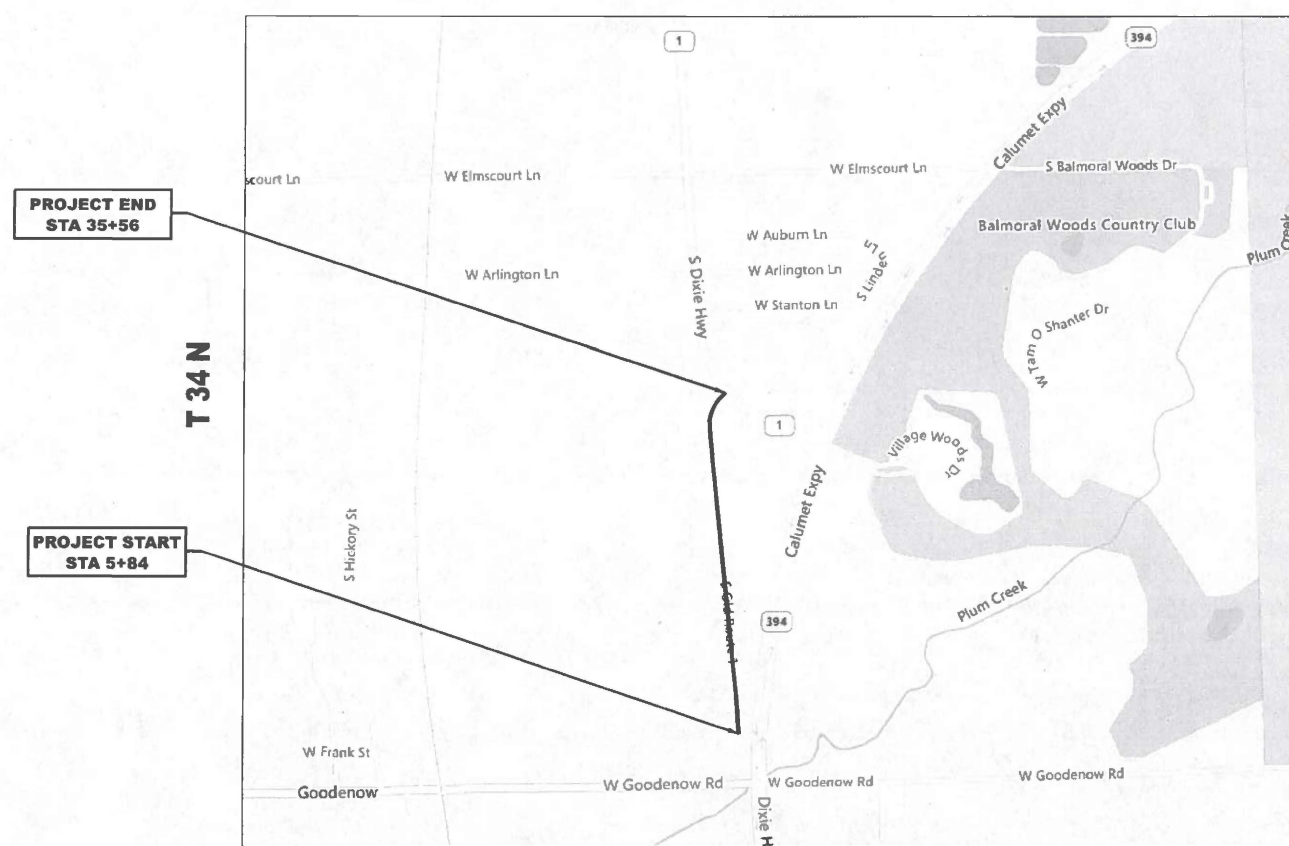 1
394
Calumet Expy
scourt Ln
W Elmscourt Ln
W Elmscourt Ln
S Balmoral Woods Dr
PROJECT END
STA 35+56
Balmoral Woods Country Club
W Auburn Ln
S Linden Ln
Plum Creek
W Arlington Ln
S Dixie Hwy
W Arlington Ln
W Stanton Ln
W Tam O Shanter Dr
T 34 N
1
Village Woods Dr
Calumet Expy
S Hickory St
PROJECT START
STA 5+84
S Old Route 1
Plum Creek
394
W Frank St
Goodenow
W Goodenow Rd
W Goodenow Rd
W Goodenow Rd
Dixie H